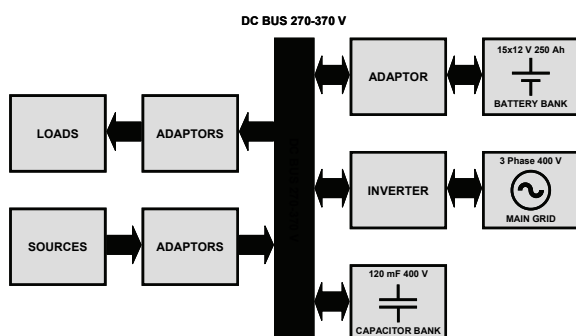 DC BUS 270-370 V
LOADS
ADAPTORS
SOURCES
ADAPTORS
ADAPTOR
15x12 V 250 Ah
BATTERY BANK
INVERTER
3 Phase 400 V
MAIN GRID
120 mF 400 V
CAPACITOR BANK